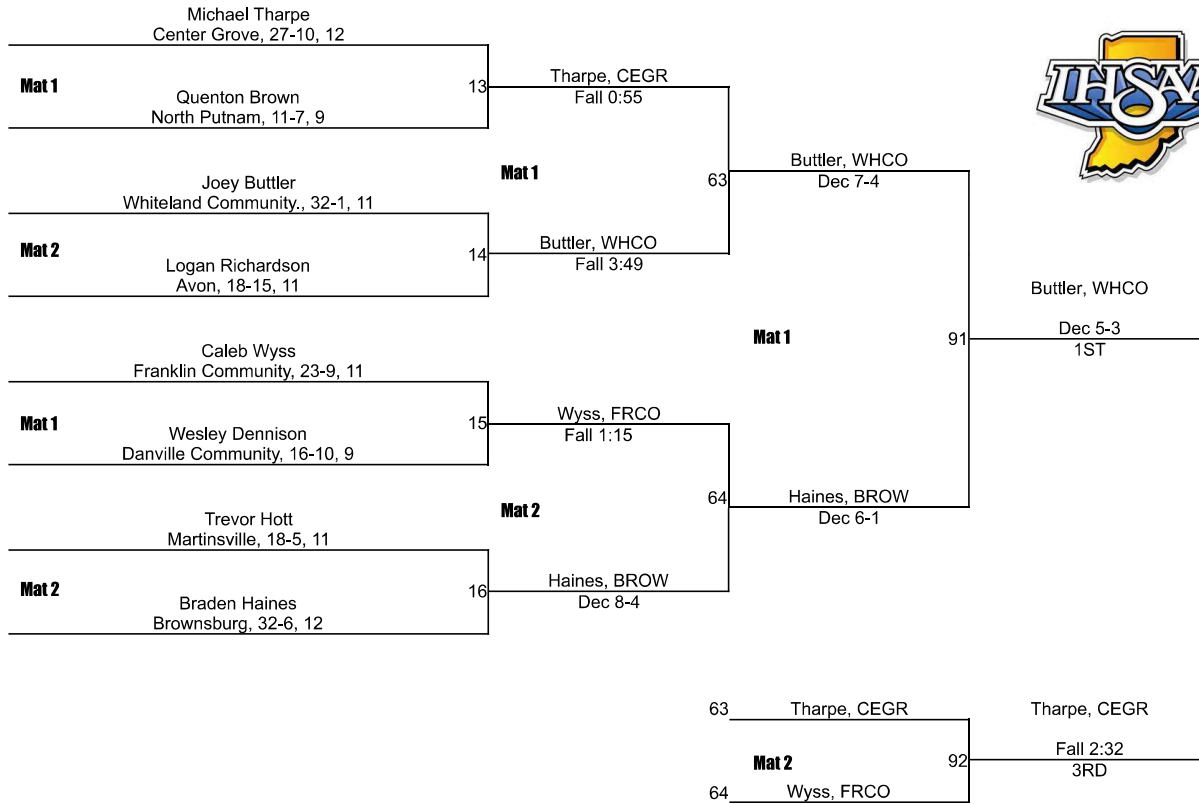 Michael Tharpe
Center Grove, 27-10, 12
Mat 1
Quenton Brown
North Putnam, 11-7, 9
13
Tharpe, CEGR
Fall 0:55
Joey Buttler
Whiteland Community., 32-1, 11
Mat 2
Logan Richardson
Avon, 18-15, 11
14
Buttler, WHCO
Fall 3:49
Mat 1
63
Buttler, WHCO
Dec 7-4
Caleb Wyss
Franklin Community, 23-9, 11
Mat 1
Wesley Dennison
Danville Community, 16-10, 9
15
Wyss, FRCO
Fall 1:15
Trevor Hott
Martinsville, 18-5, 11
Mat 2
Braden Haines
Brownsburg, 32-6, 12
16
Haines, BROW
Dec 8-4
Mat 2
64
Haines, BROW
Dec 6-1
Mat 1
91
Buttler, WHCO
Dec 5-3
1ST
IHSAA
63
Tharpe, CEGR
Mat 2
64
Wyss, FRCO
92
Tharpe, CEGR
Fall 2:32
3RD